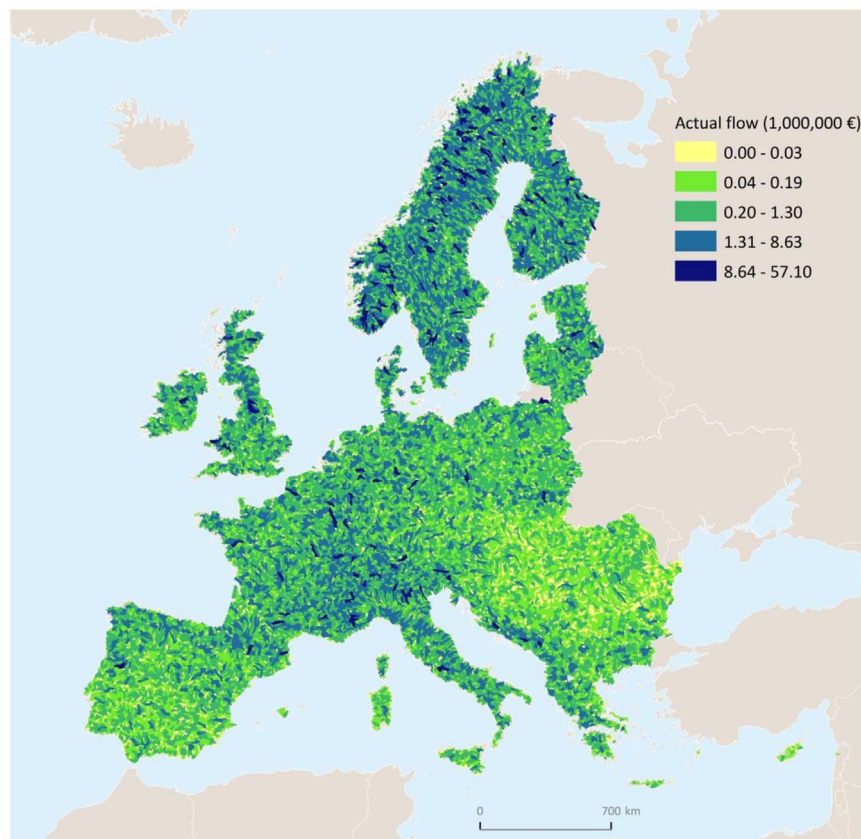 Actual flow (1,000,000 €)
0.00 - 0.03
0.04 - 0.19
0.20 - 1.30
1.31 - 8.63
8.64 - 57.10
0 700 km